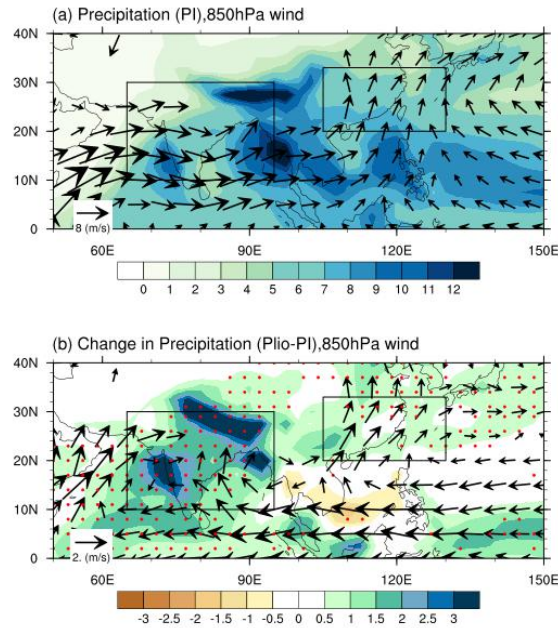 (a) Precipitation (PI),850hPa wind
40N
30N
20N
10N
0
8 (m/s)
60E 90E 120E 150E
0 1 2 3 4 5 6 7 8 9 10 11 12
(b) Change in Precipitation (Plio-PI),850hPa wind
40N
30N
20N
10N
0
2. (m/s)
60E 90E 120E 150E
-3 -2.5 -2 -1.5 -1 -0.5 0.5 1 1.5 2 2.5 3